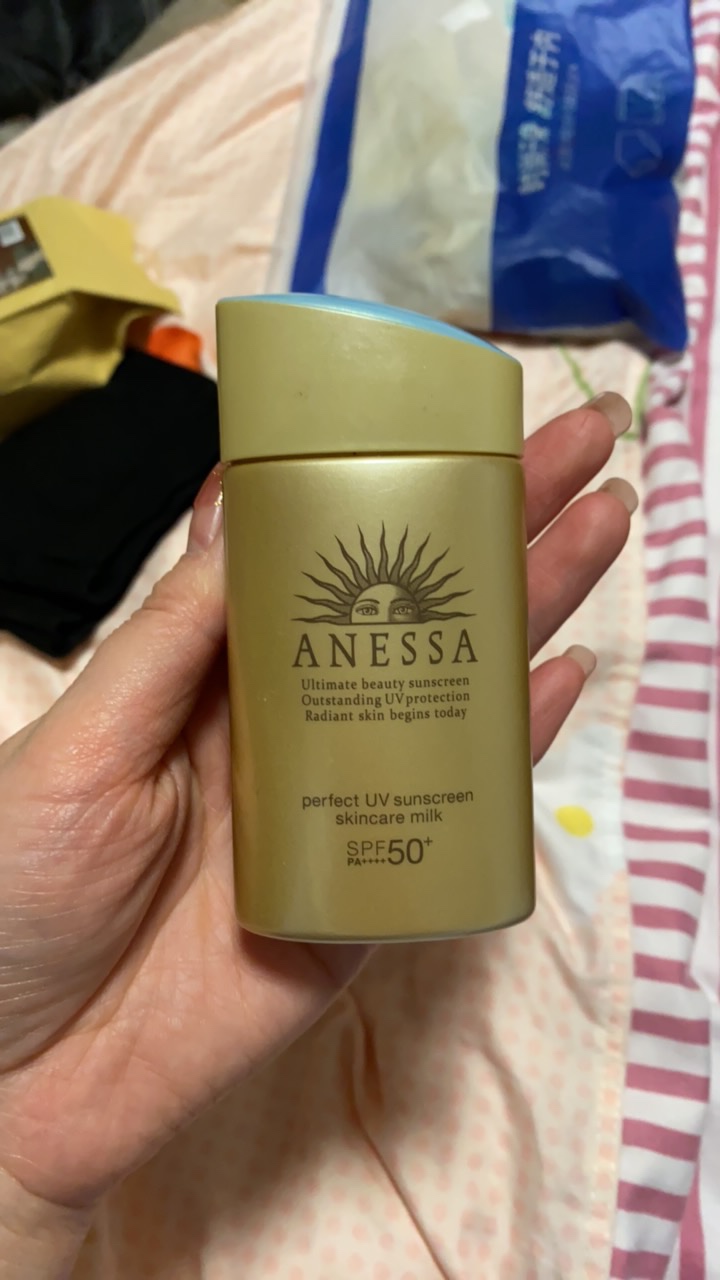 ANESSA
Ultimate beauty sunscreen
Outstanding UV protection
Radiant skin begins today
perfect UV sunscreen
skincare milk
SPF50+
PA++++